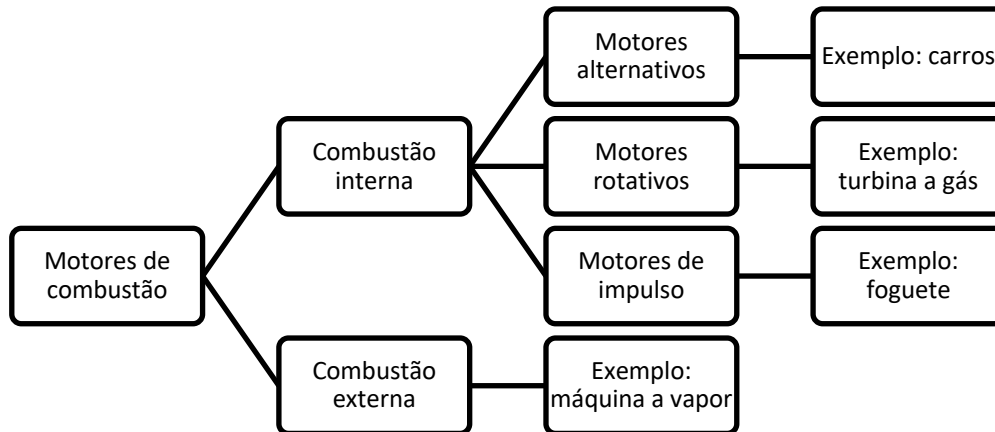 Motores de
combustão
Combustão
interna
Motores
alternativos
Exemplo: carros
Motores
rotativos
Exemplo:
turbina a gás
Motores de
impulso
Exemplo:
foguete
Combustão
externa
Exemplo:
máquina a vapor